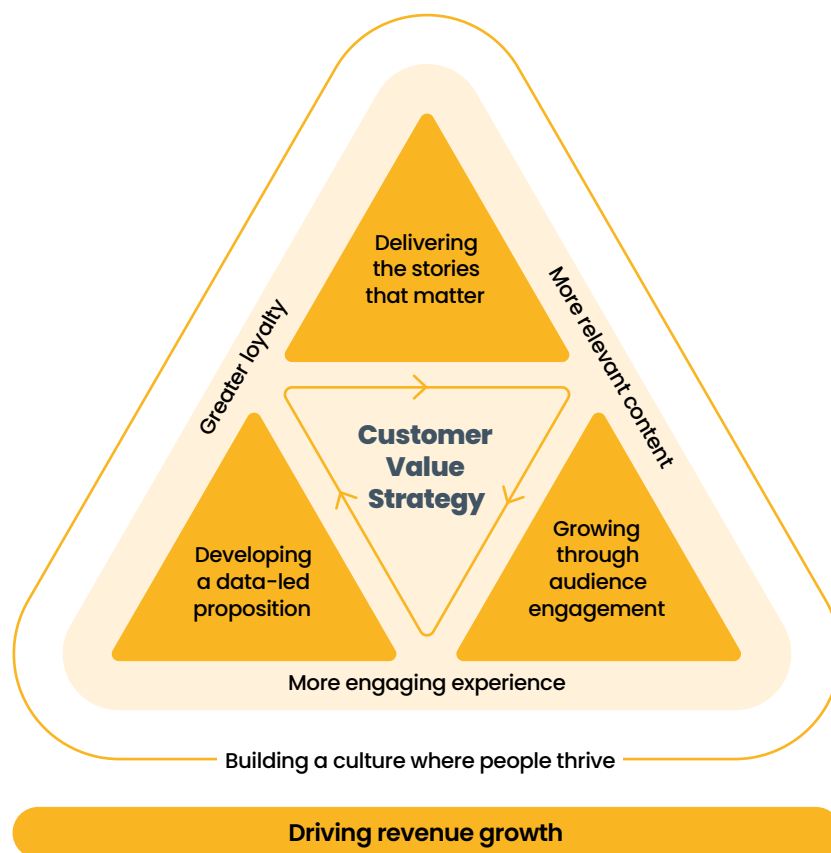 Delivering
the stories
that matter
Greater loyalty
More relevant content
Customer
Value
Strategy
Developing
a data-led
proposition
Growing
through
audience
engagement
More engaging experience
Building a culture where people thrive
Driving revenue growth